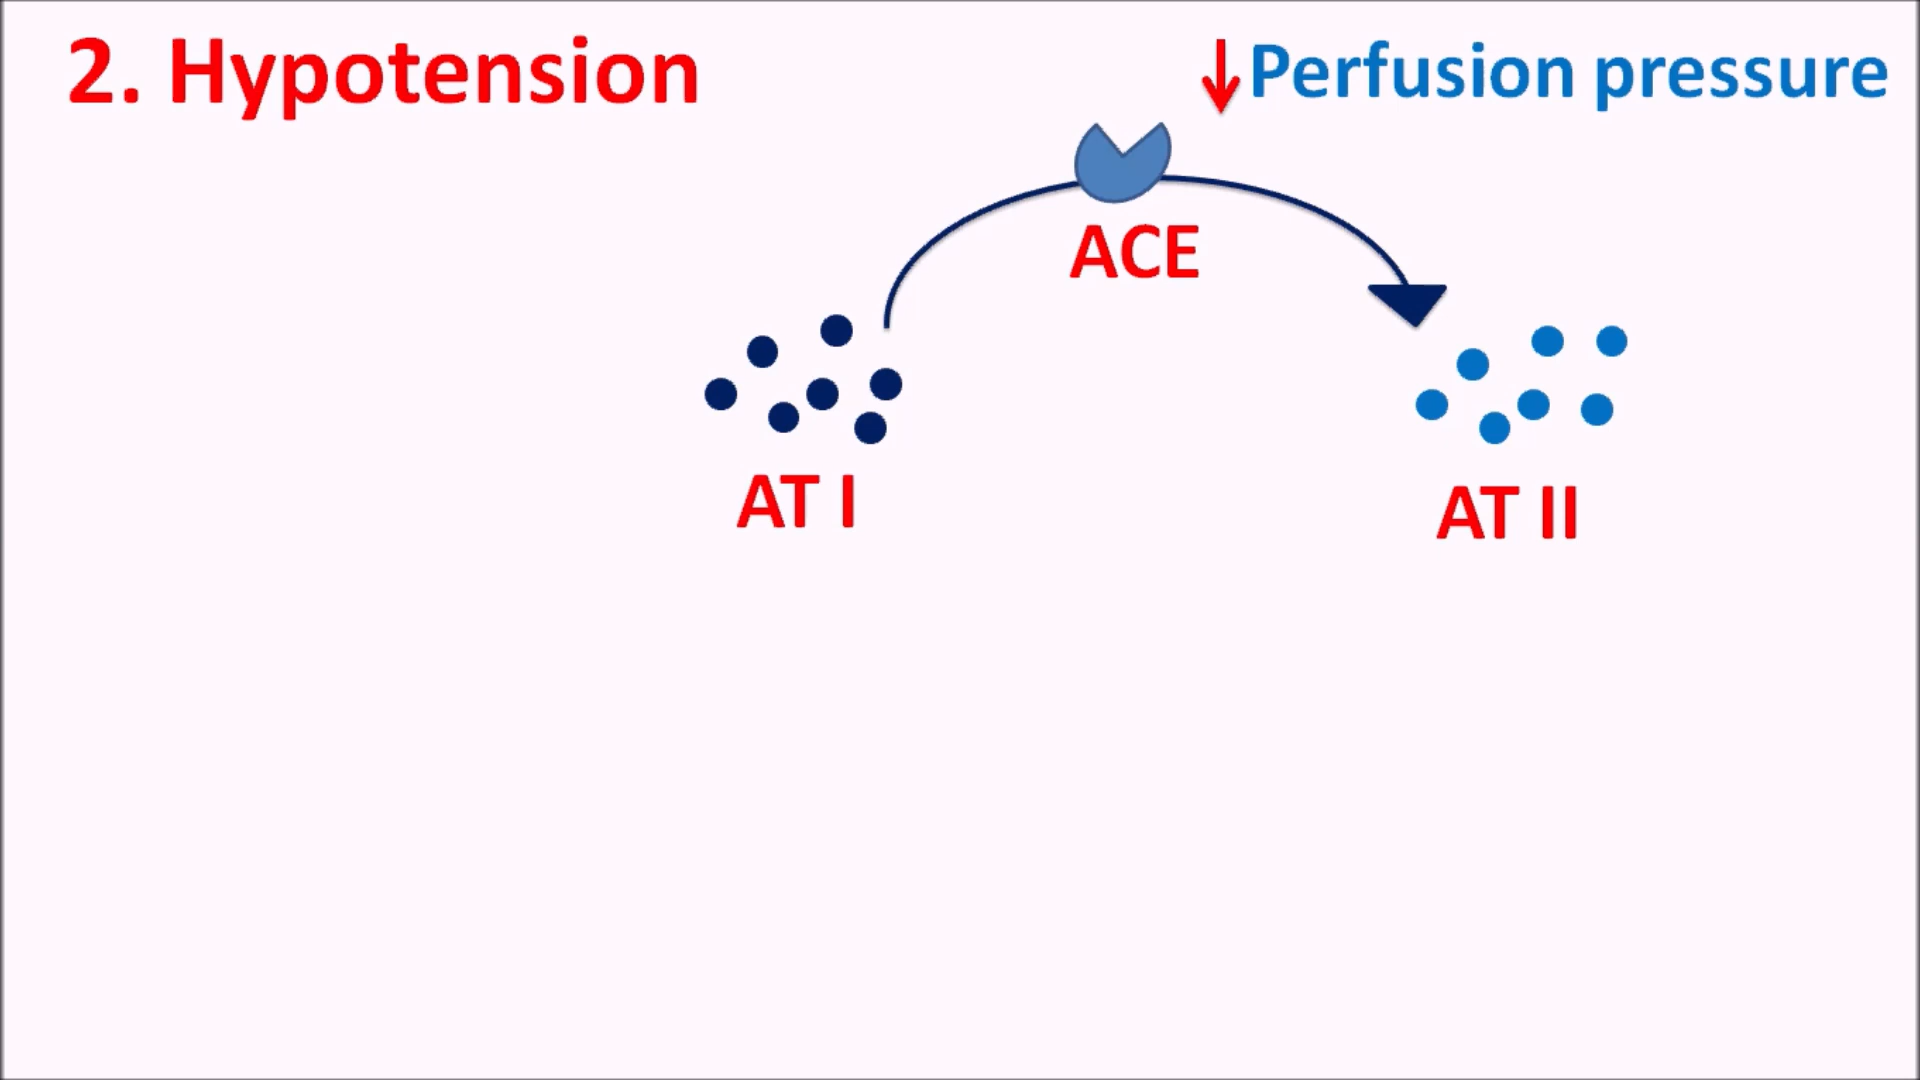 2. Hypotension
↓Perfusion pressure
ACE
AT I
AT II